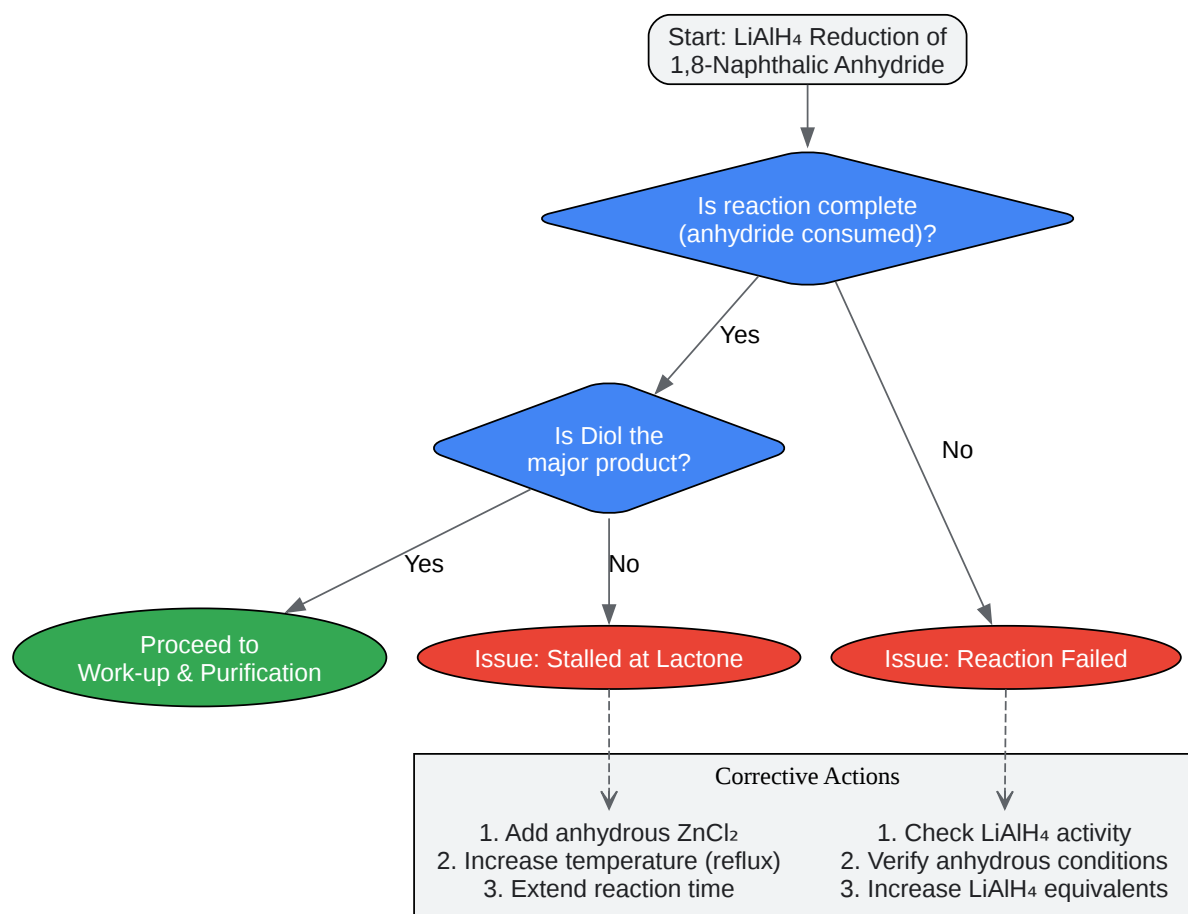 Start: LiAlH₄ Reduction of
1,8-Naphthalic Anhydride
Is reaction complete
(anhydride consumed)?
Yes
No
Is Diol the
major product?
Yes
No
Proceed to
Work-up & Purification
Issue: Stalled at Lactone
Issue: Reaction Failed
Corrective Actions
1. Add anhydrous ZnCl₂
2. Increase temperature (reflux)
3. Extend reaction time
1. Check LiAlH₄ activity
2. Verify anhydrous conditions
3. Increase LiAlH₄ equivalents